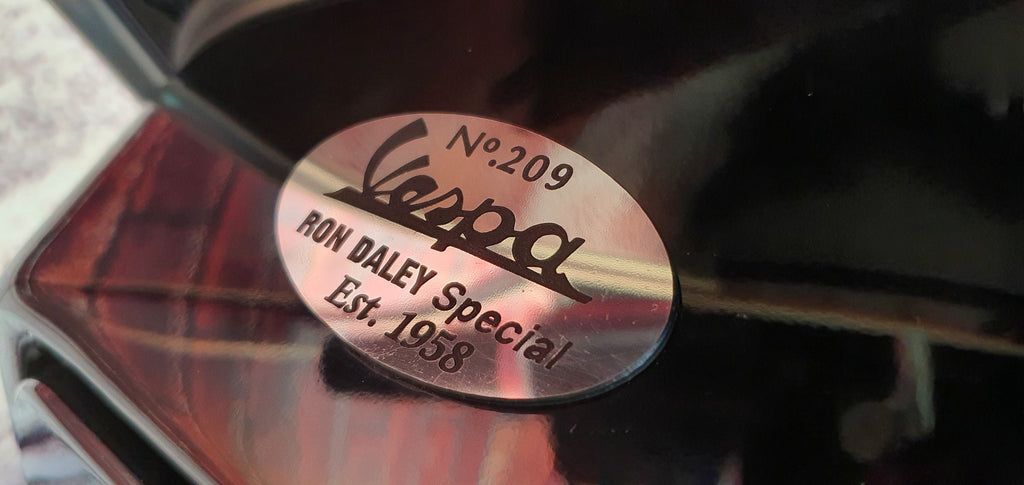 Nº.209
Vespa
RON DALEY Special
Est. 1958